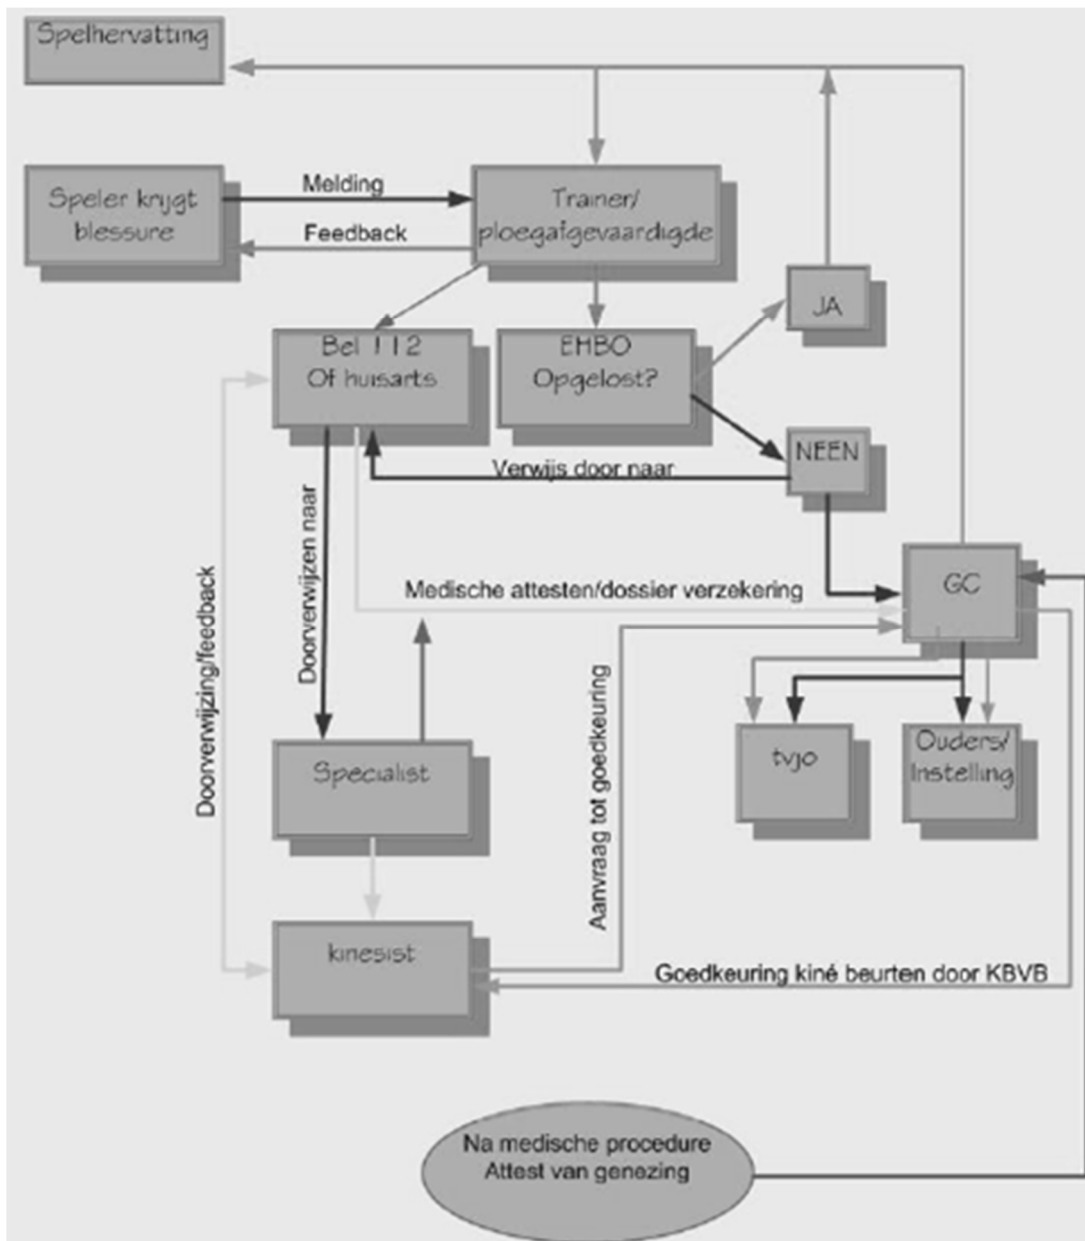 Spelhervatting
Speler krijgt
blessure
Melding
Feedback
Trainer/
ploegafgevaardigde
JA
Bel 112
Of huisarts
EHBO
Opgelost?
NEEN
Verwijs door naar
Doorverwijzen naar
Doorverwijzing/feedback
Medische attesten/dossier verzekering
GC
Aanvraag tot goedkeuring
tvjo
Ouders/
Instelling
Specialist
kinesist
Goedkeuring kiné beurten door KBVB
Na medische procedure
Attest van genezing